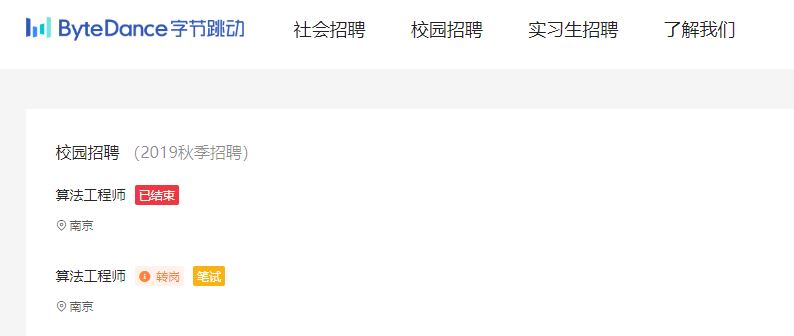 ByteDance字节跳动 社会招聘 校园招聘 实习生招聘 了解我们
校园招聘 （2019秋季招聘）
算法工程师 已结束
南京
算法工程师 转岗 笔试
南京